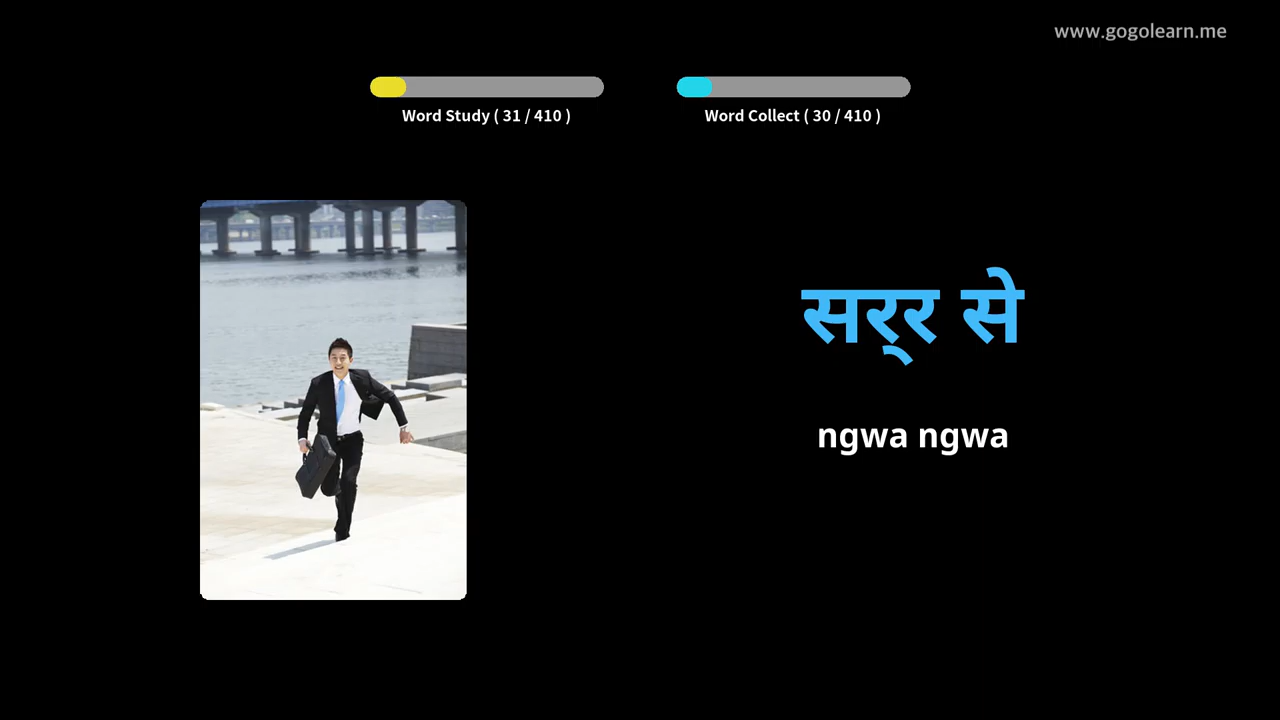 www.gogolearn.me
Word Study ( 31 / 410 )
Word Collect ( 30 / 410 )
सर्‌र से
ngwa ngwa